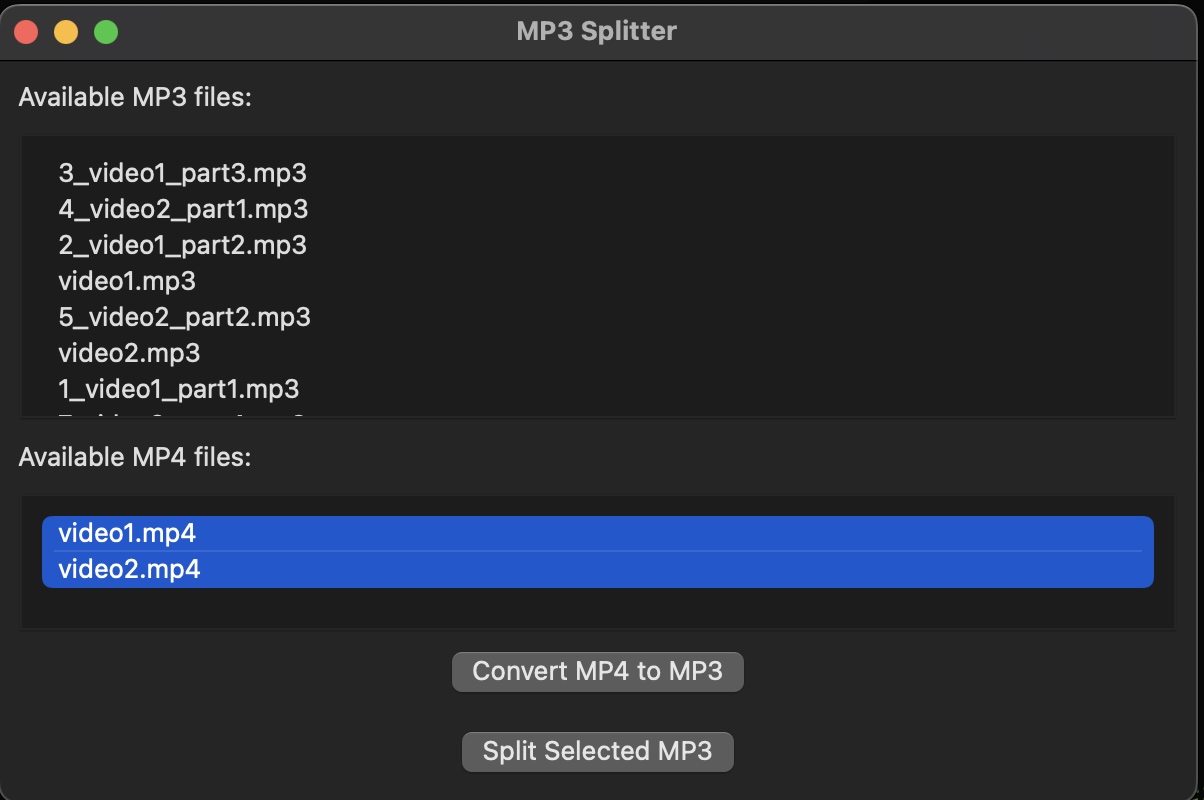 MP3 Splitter
Available MP3 files:
3_video1_part3.mp3
4_video2_part1.mp3
2_video1_part2.mp3
video1.mp3
5_video2_part2.mp3
video2.mp3
1_video1_part1.mp3
Available MP4 files:
video1.mp4
video2.mp4
Convert MP4 to MP3
Split Selected MP3